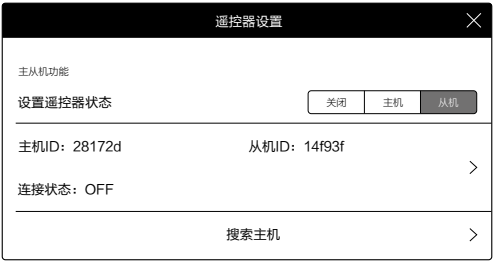 遥控器设置
主从机功能
设置遥控器状态 关闭 主机 从机
主机ID：28172d 从机ID：14f93f
连接状态：OFF
搜索主机